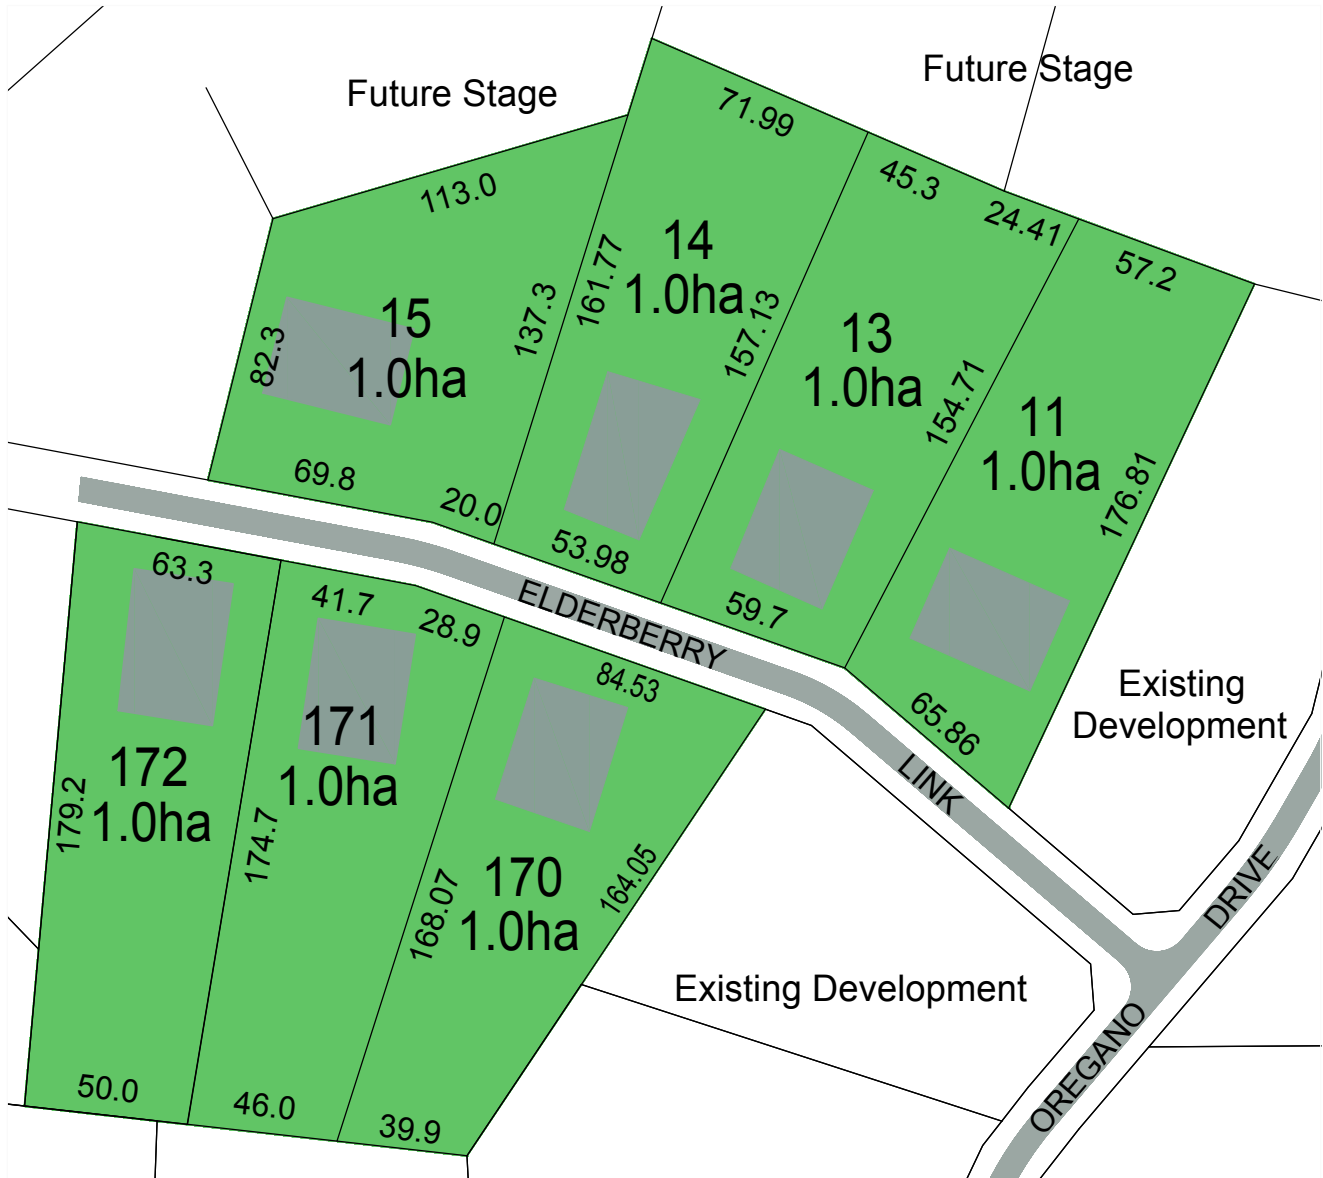 Future Stage
Future Stage
71.99
45.3
24.41
57.2
113.0
14
1.0ha
161.77
137.3
157.13
15
1.0ha
82.3
13
1.0ha
154.71
11
1.0ha
176.81
69.8
20.0
53.98
59.7
65.86
ELDERBERRY
LINK
63.3
41.7
28.9
84.53
Existing
Development
172
1.0ha
179.2
171
1.0ha
174.7
170
1.0ha
168.07
164.05
Existing Development
DRIVE
OREGANO
50.0
46.0
39.9